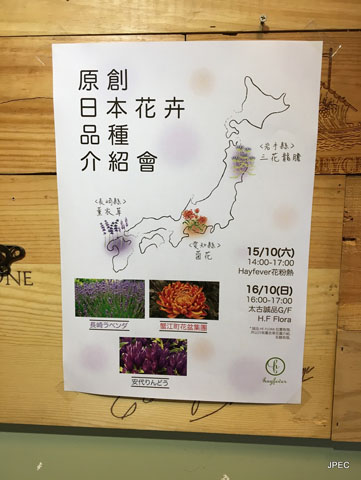 原創
日本花卉
品種
介紹會
<岩手縣>
三花龍膽
<長崎縣>
薰衣草
<愛知縣>
菌花
15/10(六)
14:00-17:00
Hayfever花粉熱
16/10(日)
16:00-17:00
太古誠品G/F
H.F Flora
長崎ラベンダ
蟹江町花盆集團
安代りんどう
hayfever
ONE
JPEC